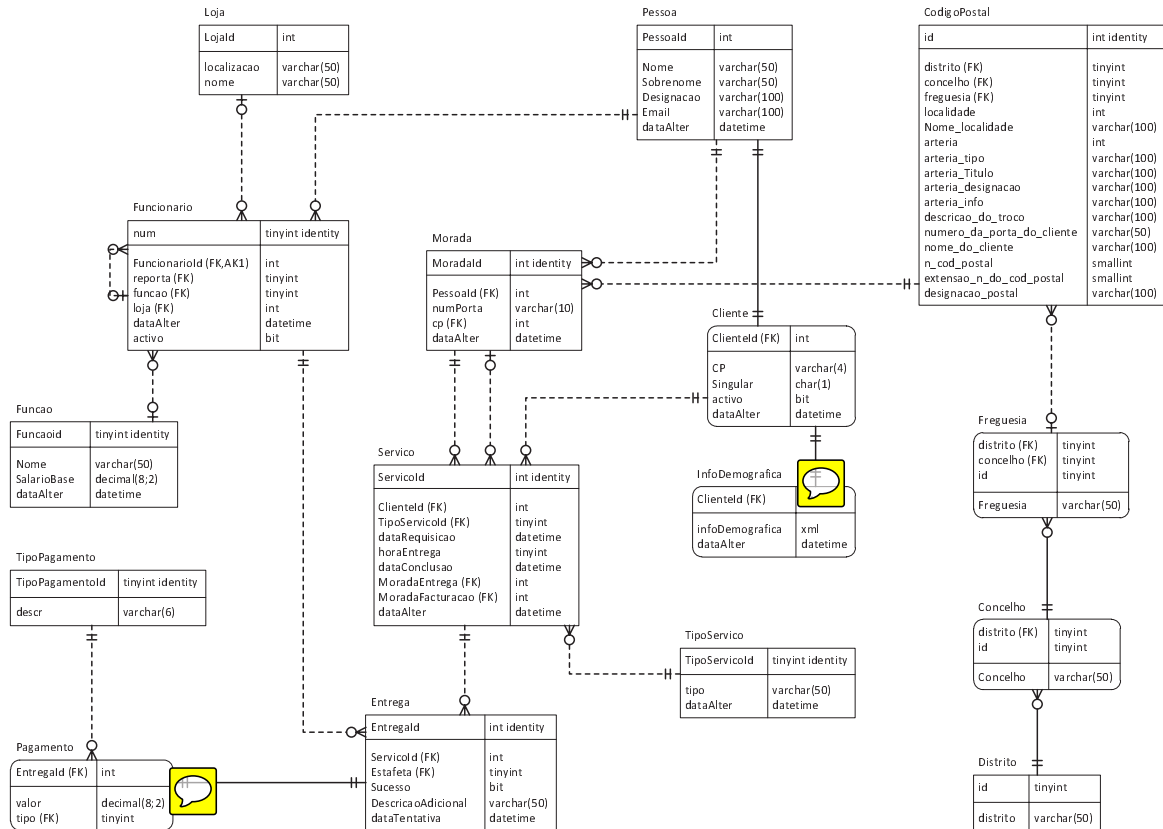 Loja
LojaId int
localizacao varchar(50)
nome varchar(50)
Pessoa
PessoaId int
Nome varchar(50)
Sobrenome varchar(50)
Designacao varchar(100)
Email varchar(100)
dataAlter datetime
CodigoPostal
id int identity
distrito (FK) tinyint
concelho (FK) tinyint
freguesia (FK) tinyint
localidade int
Nome_localidade varchar(100)
arteria int
arteria_tipo varchar(100)
arteria_Titulo varchar(100)
arteria_designacao varchar(100)
arteria_info varchar(100)
descricao_do_troco varchar(100)
numero_da_porta_do_cliente varchar(50)
nome_do_cliente varchar(100)
n_cod_postal smallint
extensao_n_do_cod_postal smallint
designacao_postal varchar(100)
Funcionario
num tinyint identity
FuncionarioId (FK,AK1) int
reporta (FK) tinyint
funcao (FK) tinyint
loja (FK) int
dataAlter datetime
activo bit
Morada
MoradaId int identity
PessoaId (FK) int
numPorta varchar(10)
cp (FK) int
dataAlter datetime
Cliente
ClienteId (FK) int
CP varchar(4)
Singular char(1)
activo bit
dataAlter datetime
Funcao
Funcaoid tinyint identity
Nome varchar(50)
SalarioBase decimal(8;2)
dataAlter datetime
Servico
ServicoId int identity
ClienteId (FK) int
TipoServicoId (FK) tinyint
dataRequisicao datetime
horaEntrega tinyint
dataConclusao datetime
MoradaEntrega (FK) int
MoradaFacturacao (FK) int
dataAlter datetime
InfoDemografica
ClienteId (FK)
infoDemografica xml
dataAlter datetime
Freguesia
distrito (FK) tinyint
concelho (FK) tinyint
id tinyint
Freguesia varchar(50)
TipoPagamento
TipoPagamentoId tinyint identity
descr varchar(6)
Concelho
distrito (FK) tinyint
id tinyint
Concelho varchar(50)
TipoServico
TipoServicoId tinyint identity
tipo varchar(50)
dataAlter datetime
Entrega
EntregaId int identity
ServicoId (FK) int
Estafeta (FK) tinyint
Sucesso bit
DescricaoAdicional varchar(50)
dataTentativa datetime
Pagamento
EntregaId (FK) int
valor decimal(8;2)
tipo (FK) tinyint
Distrito
id tinyint
distrito varchar(50)